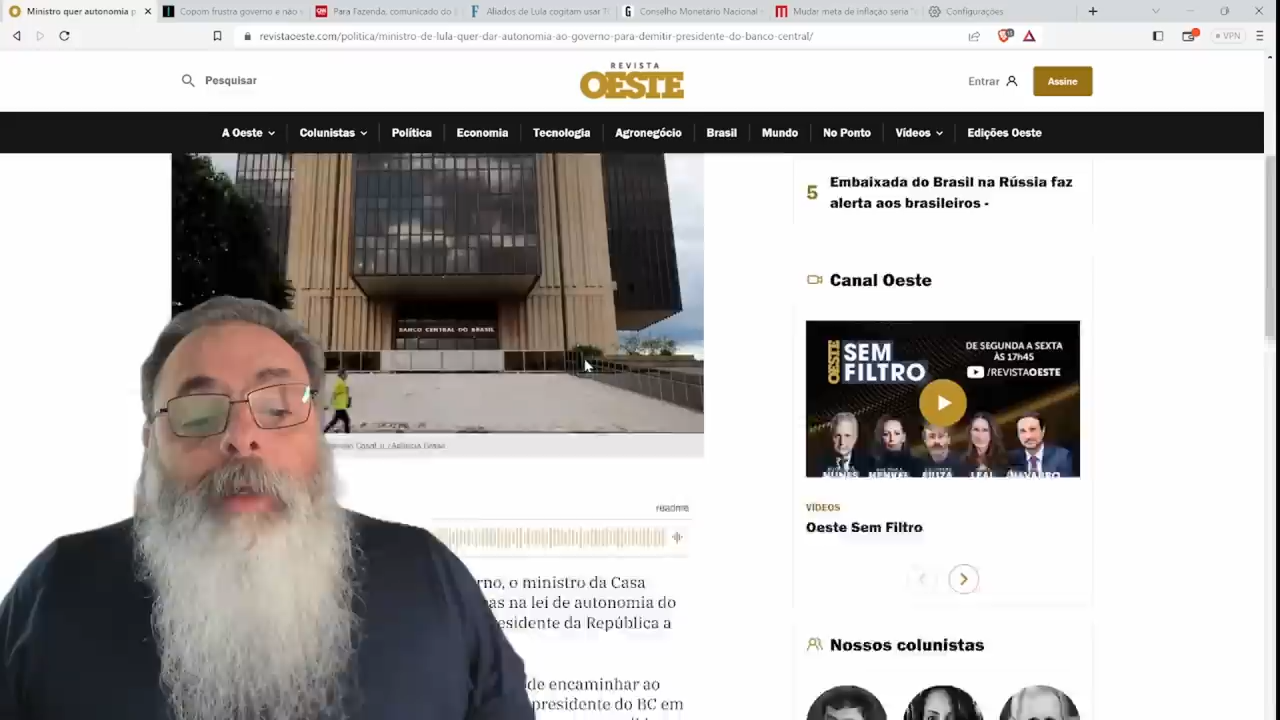 Ministro quer autonomia p
Copom frustra governo e não s
Para Fazenda, comunicado do
Aliados de Lula cogitam usar
Conselho Monetário Nacional
Mudar meta de inflação seria
Configurações
revistaoeste.com/politica/ministro-de-lula-quer-dar-autonomia-ao-governo-para-demitir-presidente-do-banco-central/
VPN
Pesquisar
REVISTA
OESTE
Entrar
Assine
A Oeste
Colunistas
Política
Economia
Tecnologia
Agronegócio
Brasil
Mundo
No Ponto
Vídeos
Edições Oeste
BANCO CENTRAL DO BRASIL
readme
rno, o ministro da Casa
as na lei de autonomia do
esidente da República a
de encaminhar ao
presidente do BC em
5
Embaixada do Brasil na Rússia faz
alerta aos brasileiros -
Canal Oeste
OESTE
SEM
FILTRO
DE SEGUNDA A SEXTA
ÀS 17h45
/REVISTAOESTE
VÍDEOS
Oeste Sem Filtro
Nossos colunistas